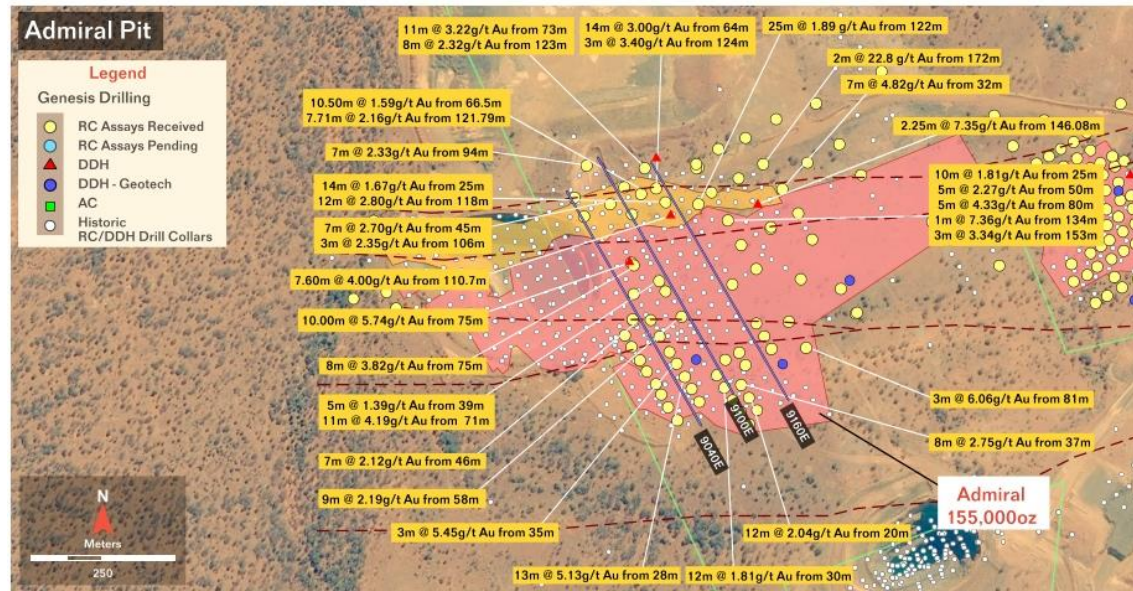 Admiral Pit
Legend
Genesis Drilling
RC Assays Received
RC Assays Pending
DDH
DDH - Geotech
AC
Historic
RC/DDH Drill Collars
11m @ 3.22g/t Au from 73m
8m @ 2.32g/t Au from 123m
14m @ 3.00g/t Au from 64m
3m @ 3.40g/t Au from 124m
25m @ 1.89 g/t Au from 122m
2m @ 22.8 g/t Au from 172m
7m @ 4.82g/t Au from 32m
10.50m @ 1.59g/t Au from 66.5m
7.71m @ 2.16g/t Au from 121.79m
2.25m @ 7.35g/t Au from 146.08m)
7m @ 2.33g/t Au from 94m
10m @ 1.81g/t Au from 25m
5m @ 2.27g/t Au from 50m
5m @ 4.33g/t Au from 80m
1m @ 7.36g/t Au from 134m
3m @ 3.34g/t Au from 153m
14m @ 1.67g/t Au from 25m
12m @ 2.80g/t Au from 118m
7m @ 2.70g/t Au from 45m
3m @ 2.35g/t Au from 106m
7.60m @ 4.00g/t Au from 110.7m
10.00m @ 5.74g/t Au from 75m
8m @ 3.82g/t Au from 75m
5m @ 1.39g/t Au from 39m
11m @ 4.19g/t Au from 71m
3m @ 6.06g/t Au from 81m
9040E
9100E
9160E
8m @ 2.75g/t Au from 37m
7m @ 2.12g/t Au from 46m
9m @ 2.19g/t Au from 58m
Admiral
155,000oz
3m @ 5.45g/t Au from 35m
12m @ 2.04g/t Au from 20m
13m @ 5.13g/t Au from 28m
12m @ 1.81g/t Au from 30m
N
Meters
250